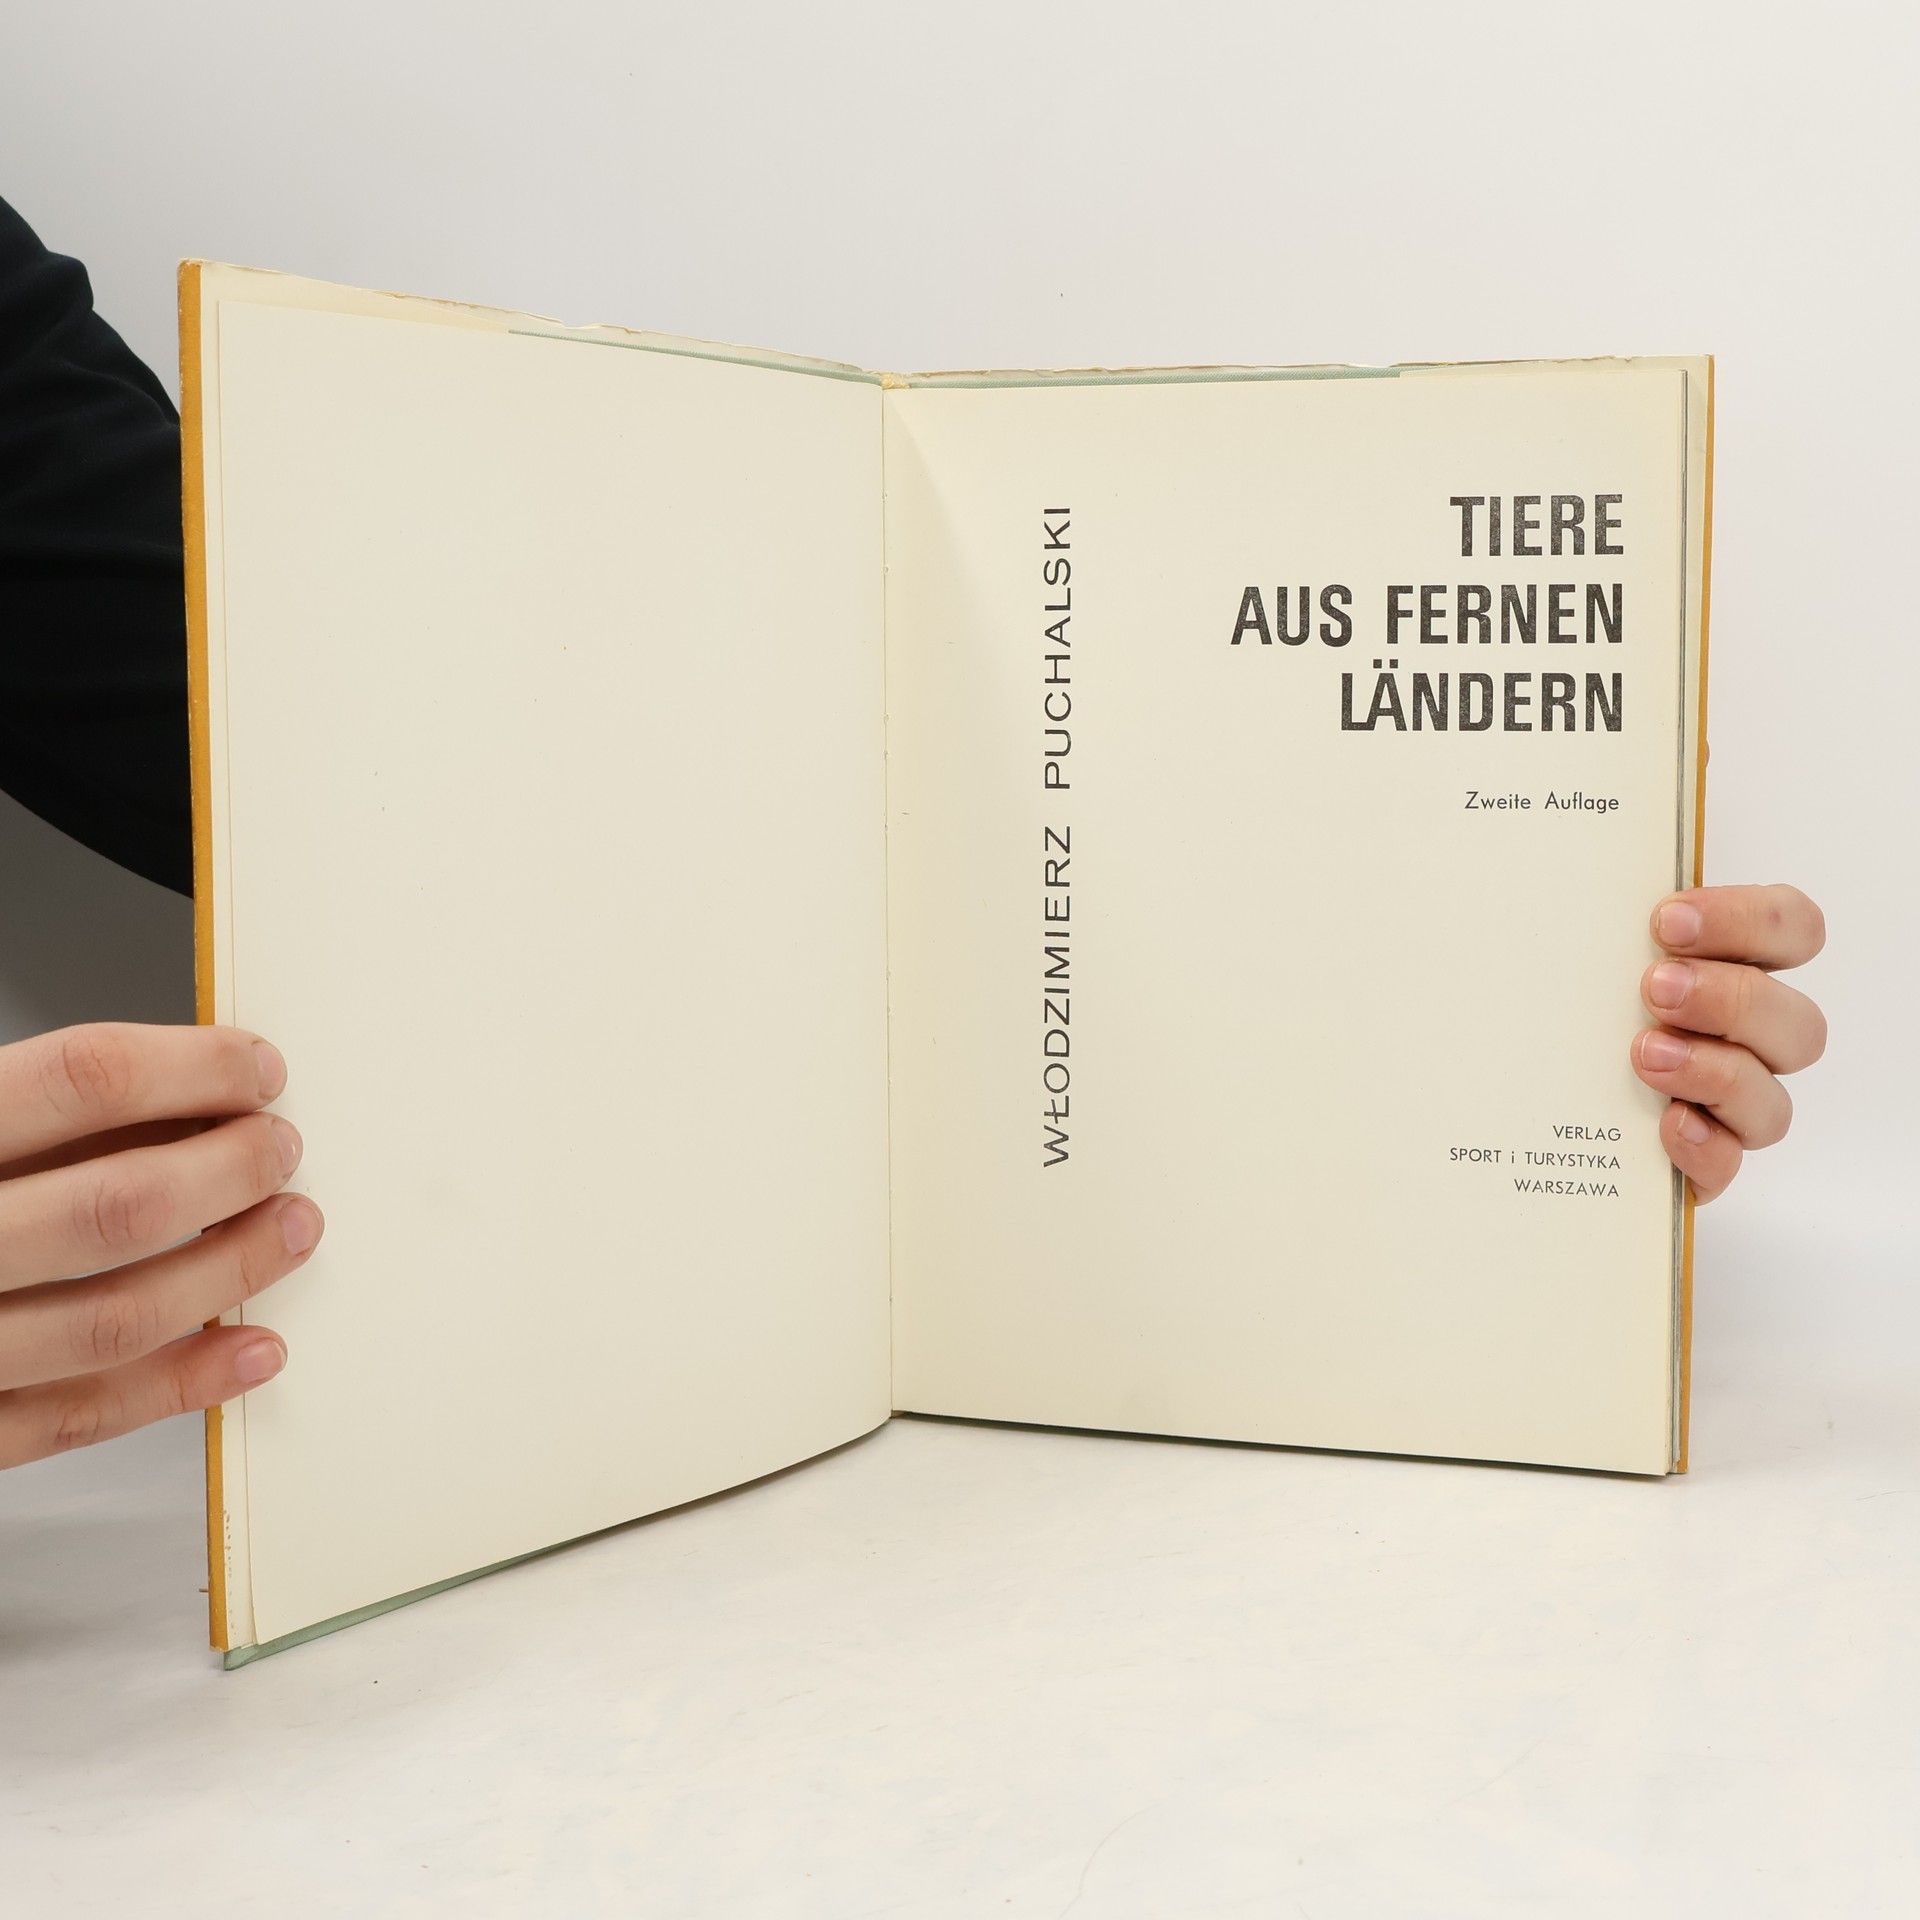 WŁODZIMIERZ PUCHALSKI
TIERE
AUS FERNEN
LÄNDERN
Zweite Auflage
VERLAG
SPORT i TURYSTYKA
WARSZAWA